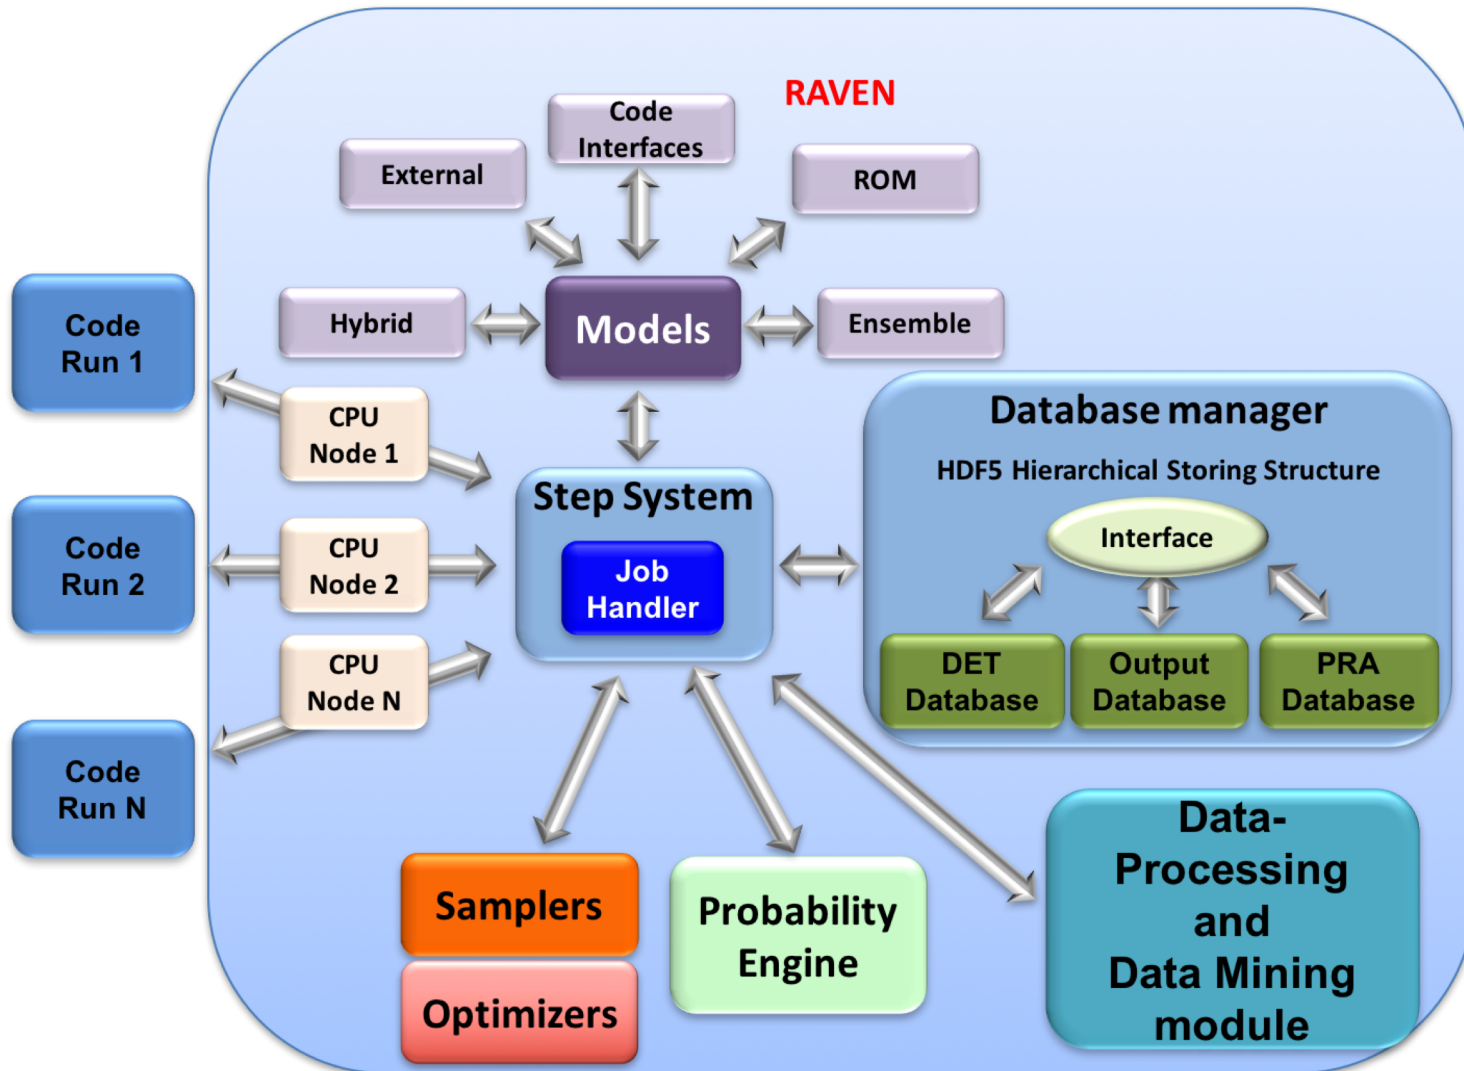 RAVEN
Code
Interfaces
External
ROM
Hybrid
Models
Ensemble
Code
Run 1
CPU
Node 1
Code
Run 2
CPU
Node 2
Code
Run N
CPU
Node N
Step System
Job
Handler
Database manager
HDF5 Hierarchical Storing Structure
Interface
DET
Database
Output
Database
PRA
Database
Samplers
Optimizers
Probability
Engine
Data-
Processing
and
Data Mining
module